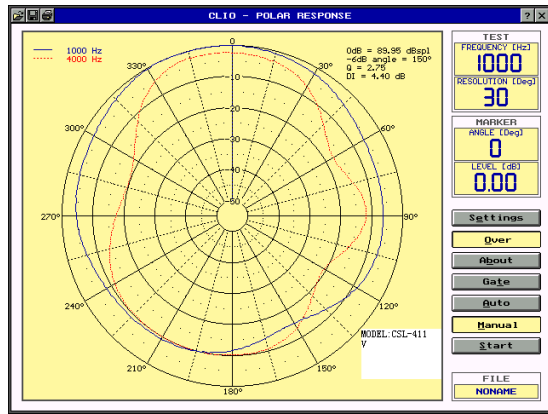 CLIO - POLAR RESPONSE
? x
1000 Hz
4000 Hz
0dB = 89.95 dBspl
-6dB angle = 150°
Q = 2.75
DI = 4.40 dB
0
330°
30°
-10
300°
60°
-20
-30
-40
-50
-60
270°
90°
240°
120°
210°
150°
180°
MODEL:CSL-411
V
TEST
FREQUENCY [Hz]
1000
RESOLUTION [Deg]
30
MARKER
ANGLE [Deg]
0
LEVEL [dB]
0.00
Settings
Over
About
Gate
Auto
Manual
Start
FILE
NONAME